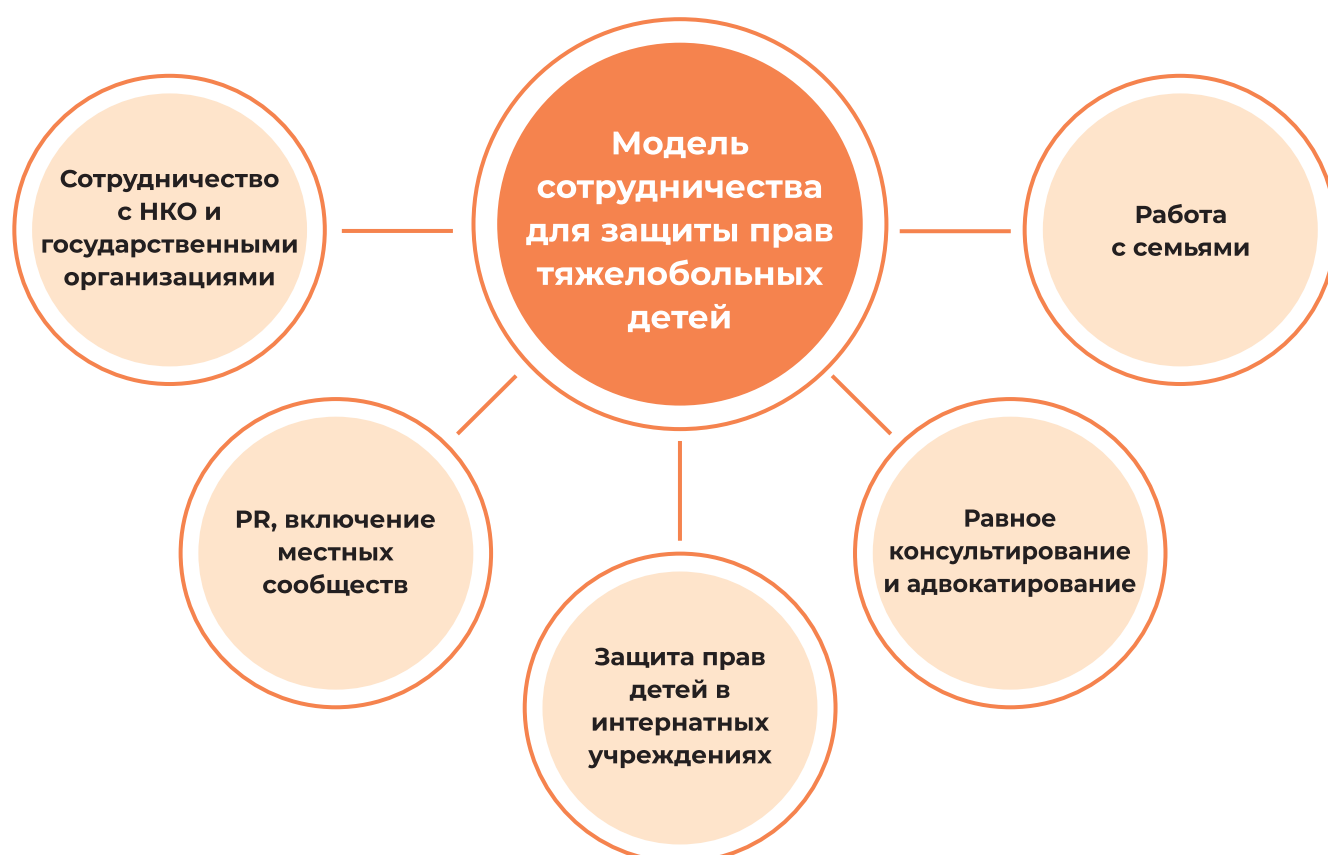 Модель
сотрудничества
для защиты прав
тяжелобольных
детей
Сотрудничество
с НКО и
государственными
организациями
Работа
с семьями
PR, включение
местных
сообществ
Равное
консультирование
и адвокатирование
Защита прав
детей в
интернатных
учреждениях